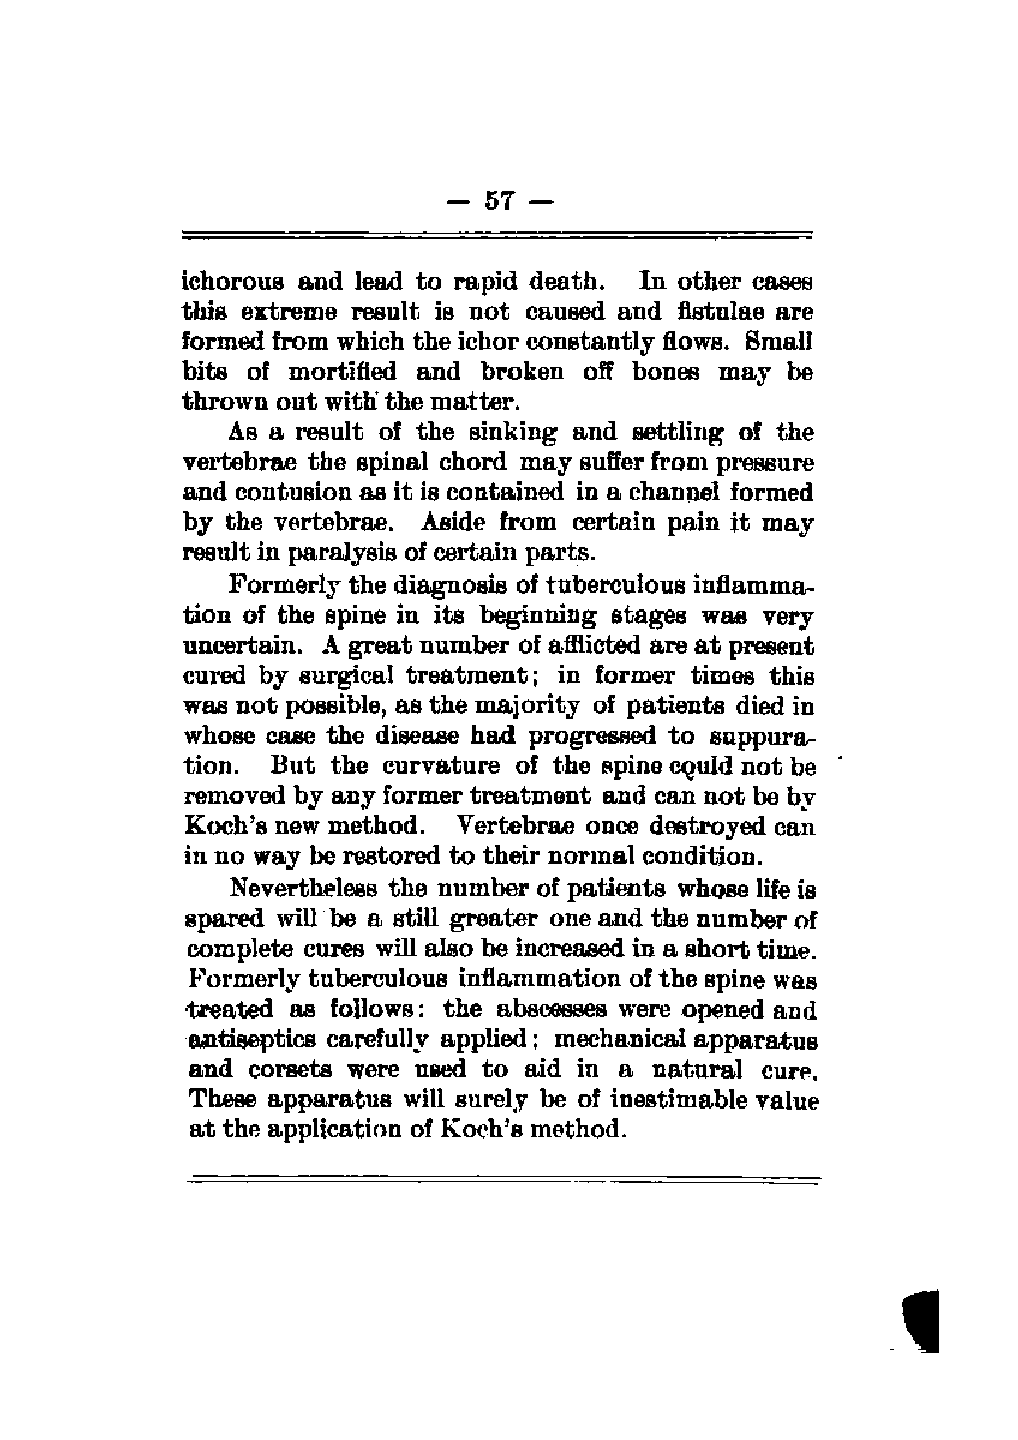 — 57 —
ichorous and lead to rapid death. In other cases
this extreme result is not caused and fistulae are
formed from which the ichor constantly flows. Small
bits of mortified and broken off bones may be
thrown out with the matter.
As a result of the sinking and settling of the
vertebrae the spinal chord may suffer from pressure
and contusion as it is contained in a channel formed
by the vertebrae. Aside from certain pain it may
result in paralysis of certain parts.
Formerly the diagnosis of tuberculous inflamma-
tion of the spine in its beginning stages was very
uncertain. A great number of afflicted are at present
cured by surgical treatment; in former times this
was not possible, as the majority of patients died in
whose case the disease had progressed to suppura-
tion. But the curvature of the spine could not be
removed by any former treatment and can not be by
Koch's new method. Vertebrae once destroyed can
in no way be restored to their normal condition.
Nevertheless the number of patients whose life is
spared will be a still greater one and the number of
complete cures will also be increased in a short time.
Formerly tuberculous inflammation of the spine was
treated as follows: the abscesses were opened and
antiseptics carefully applied; mechanical apparatus
and corsets were used to aid in a natural cure.
These apparatus will surely be of inestimable value
at the application of Koch's method.